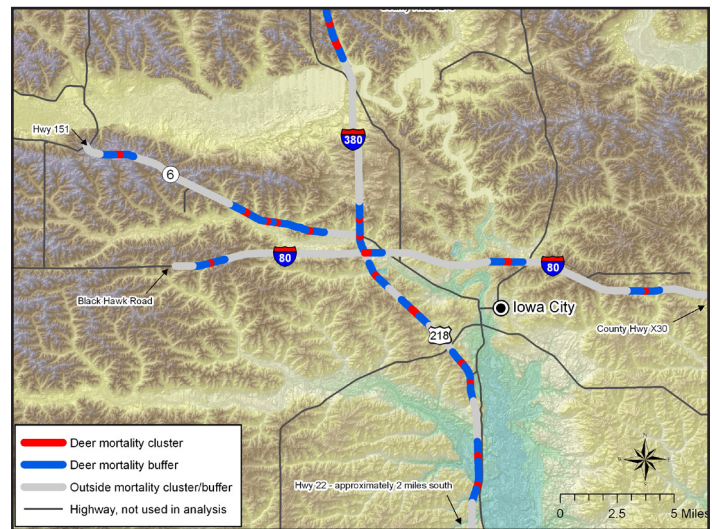 Hwy 151
380
6
80
80
Black Hawk Road
Iowa City
County Hwy X30
218
Deer mortality cluster
Deer mortality buffer
Outside mortality cluster/buffer
Highway, not used in analysis
Hwy 22 - approximately 2 miles south
0 2.5 5 Miles